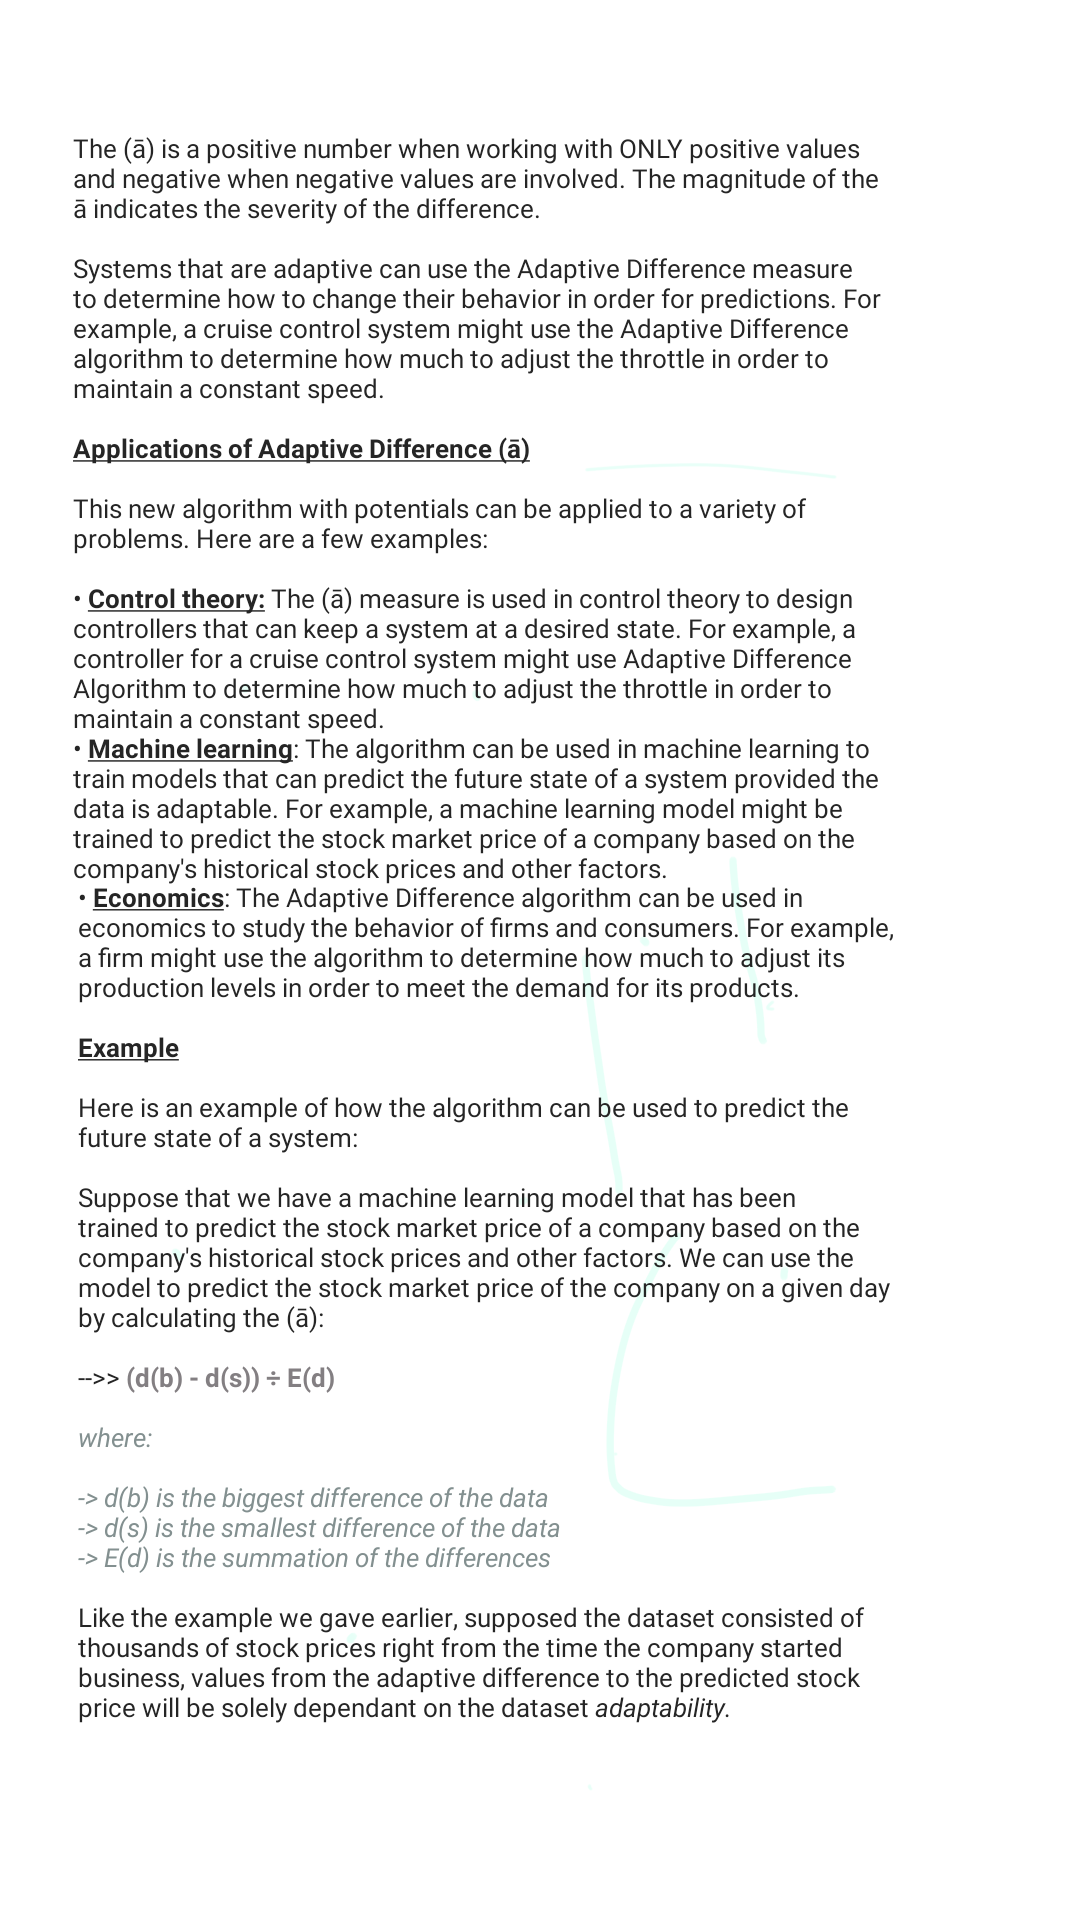 The (ā) is a positive number when working with ONLY positive values
and negative when negative values are involved. The magnitude of the
ā indicates the severity of the difference.
Systems that are adaptive can use the Adaptive Difference measure
to determine how to change their behavior in order for predictions. For
example, a cruise control system might use the Adaptive Difference
algorithm to determine how much to adjust the throttle in order to
maintain a constant speed.
Applications of Adaptive Difference (ā)
This new algorithm with potentials can be applied to a variety of
problems. Here are a few examples:
• Control theory: The (ā) measure is used in control theory to design
controllers that can keep a system at a desired state. For example, a
controller for a cruise control system might use Adaptive Difference
Algorithm to determine how much to adjust the throttle in order to
maintain a constant speed.
• Machine learning: The algorithm can be used in machine learning to
train models that can predict the future state of a system provided the
data is adaptable. For example, a machine learning model might be
trained to predict the stock market price of a company based on the
company's historical stock prices and other factors.
• Economics: The Adaptive Difference algorithm can be used in
economics to study the behavior of firms and consumers. For example,
a firm might use the algorithm to determine how much to adjust its
production levels in order to meet the demand for its products.
Example
Here is an example of how the algorithm can be used to predict the
future state of a system:
Suppose that we have a machine learning model that has been
trained to predict the stock market price of a company based on the
company's historical stock prices and other factors. We can use the
model to predict the stock market price of the company on a given day
by calculating the (ā):
-->> (d(b) - d(s)) ÷ E(d)
where:
-> d(b) is the biggest difference of the data
-> d(s) is the smallest difference of the data
-> E(d) is the summation of the differences
Like the example we gave earlier, supposed the dataset consisted of
thousands of stock prices right from the time the company started
business, values from the adaptive difference to the predicted stock
price will be solely dependant on the dataset adaptability.